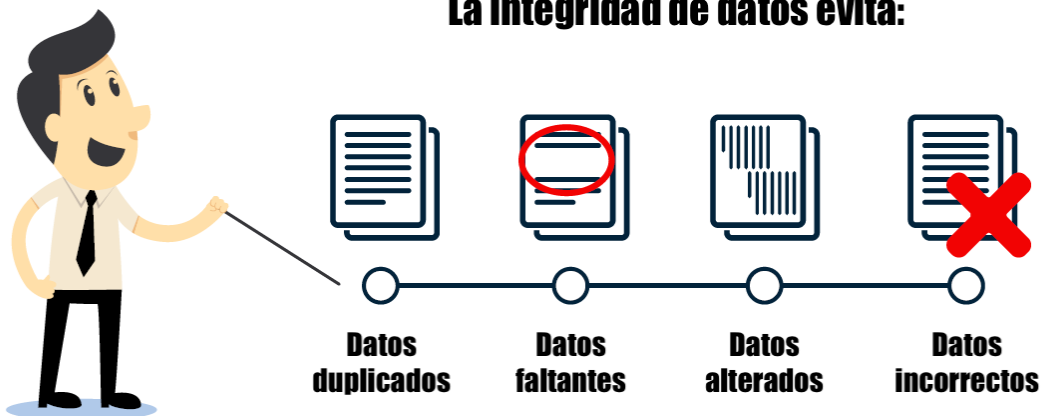 La integridad de datos evita:
Datos
duplicados
Datos
faltantes
Datos
alterados
Datos
incorrectos